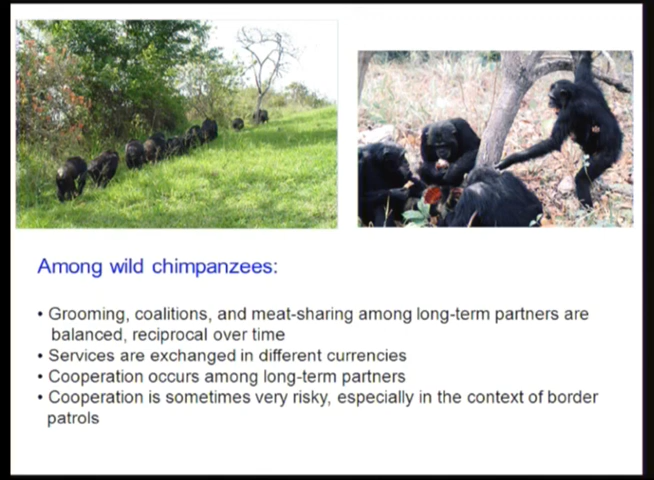 Among wild chimpanzees:
• Grooming, coalitions, and meat-sharing among long-term partners are
balanced, reciprocal over time
• Services are exchanged in different currencies
• Cooperation occurs among long-term partners
• Cooperation is sometimes very risky, especially in the context of border
patrols